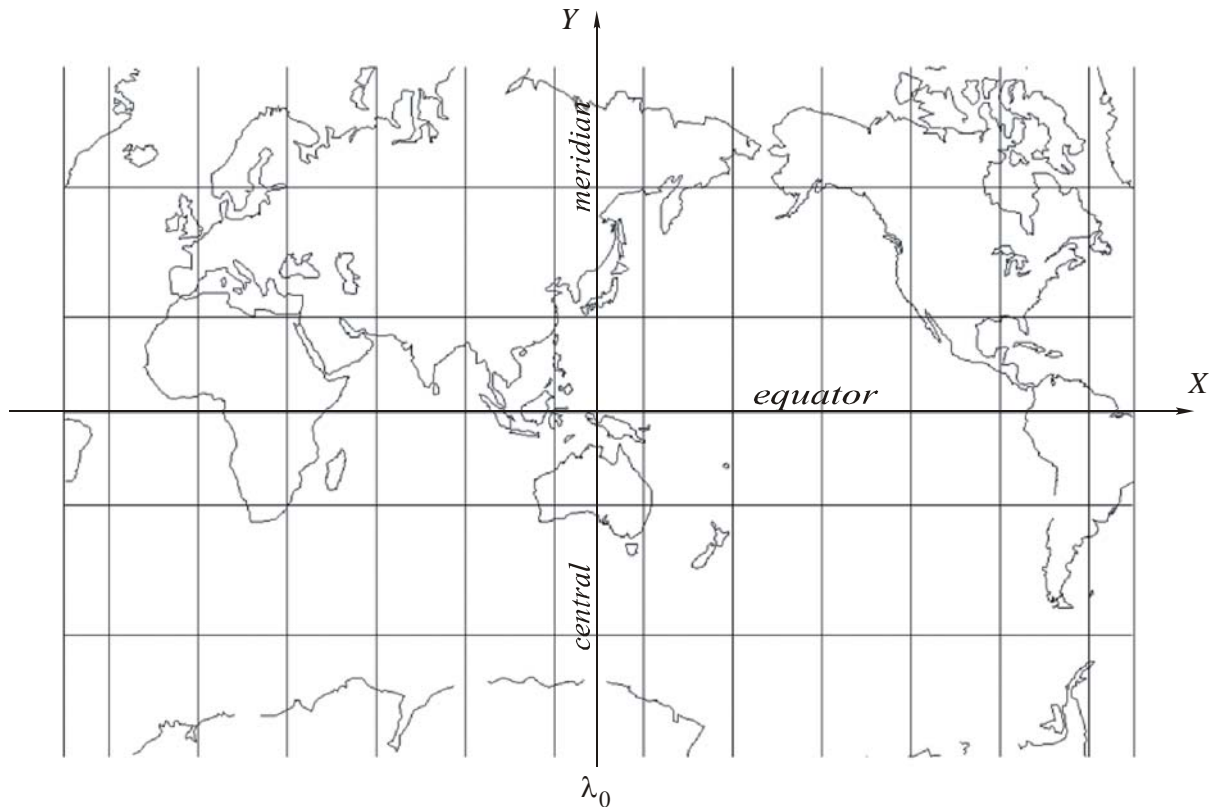 Y
meridian
equator
X
central
λ0